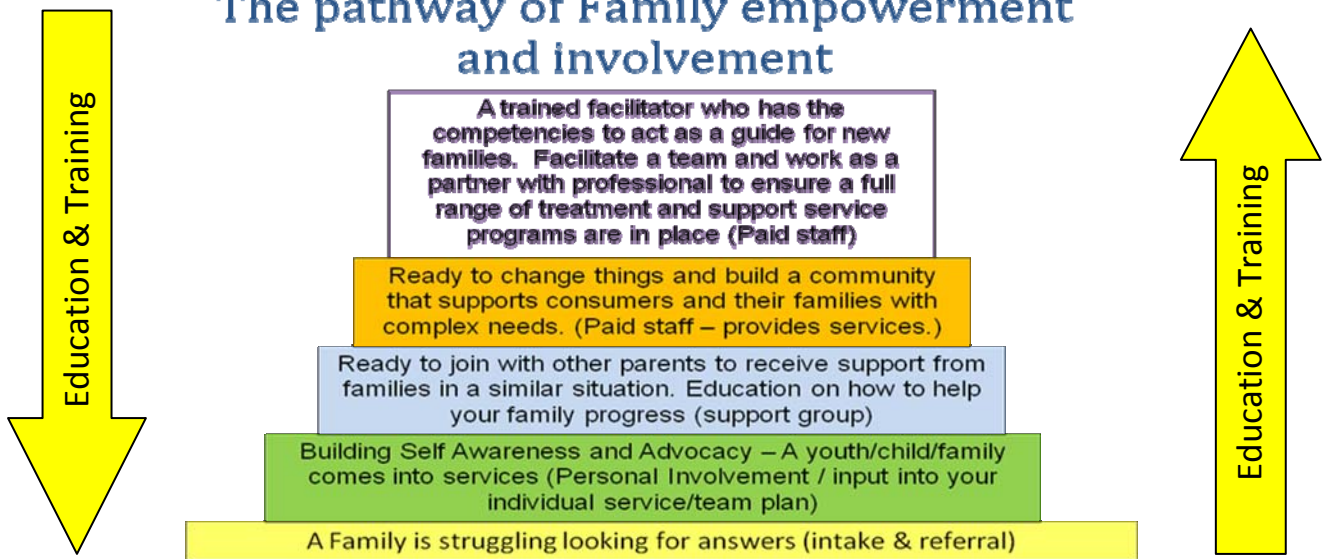 The pathway of Family empowerment
and involvement
Education & Training
A trained facilitator who has the
competencies to act as a guide for new
families. Facilitate a team and work as a
partner with professional to ensure a full
range of treatment and support service
programs are in place (Paid staff)
Ready to change things and build a community
that supports consumers and their families with
complex needs. (Paid staff – provides services.)
Ready to join with other parents to receive support from
families in a similar situation. Education on how to help
your family progress (support group)
Building Self Awareness and Advocacy – A youth/child/family
comes into services (Personal Involvement / input into your
individual service/team plan)
A Family is struggling looking for answers (intake & referral)
Education & Training